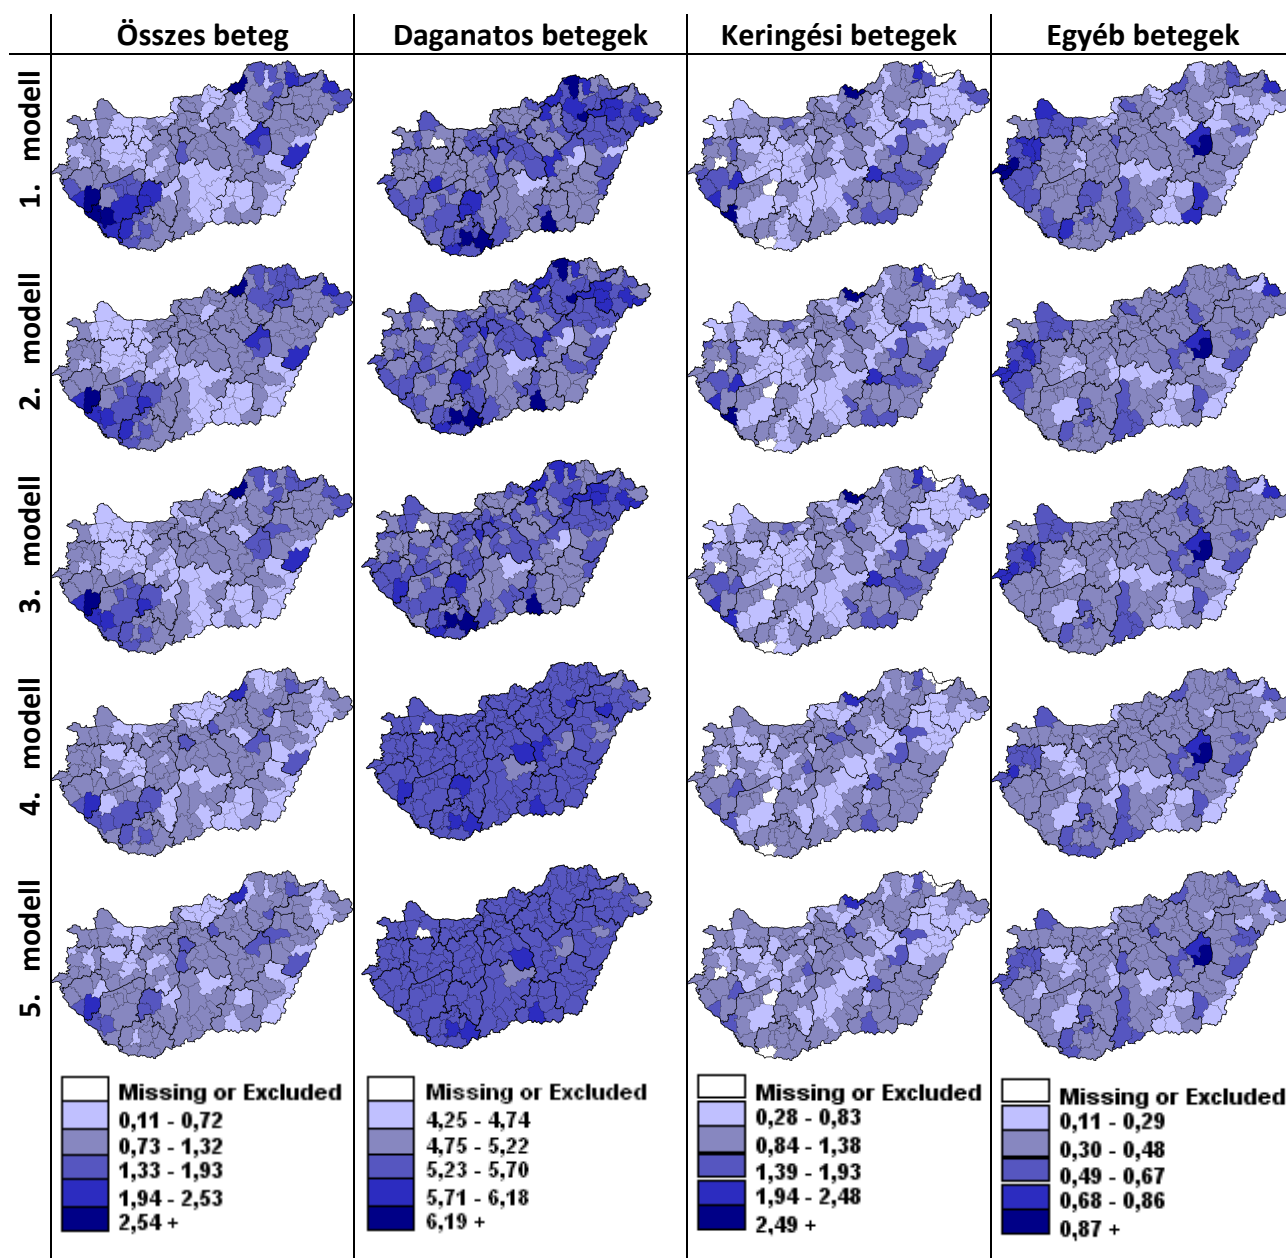 Összes beteg
Daganatos betegek
Keringési betegek
Egyéb betegek
1. modell
2. modell
3. modell
4. modell
5. modell
Missing or Excluded
0,11 - 0,72
0,73 - 1,32
1,33 - 1,93
1,94 - 2,53
2,54 +
Missing or Excluded
4,25 - 4,74
4,75 - 5,22
5,23 - 5,70
5,71 - 6,18
6,19 +
Missing or Excluded
0,28 - 0,83
0,84 - 1,38
1,39 - 1,93
1,94 - 2,48
2,49 +
Missing or Excluded
0,11 - 0,29
0,30 - 0,48
0,49 - 0,67
0,68 - 0,86
0,87 +